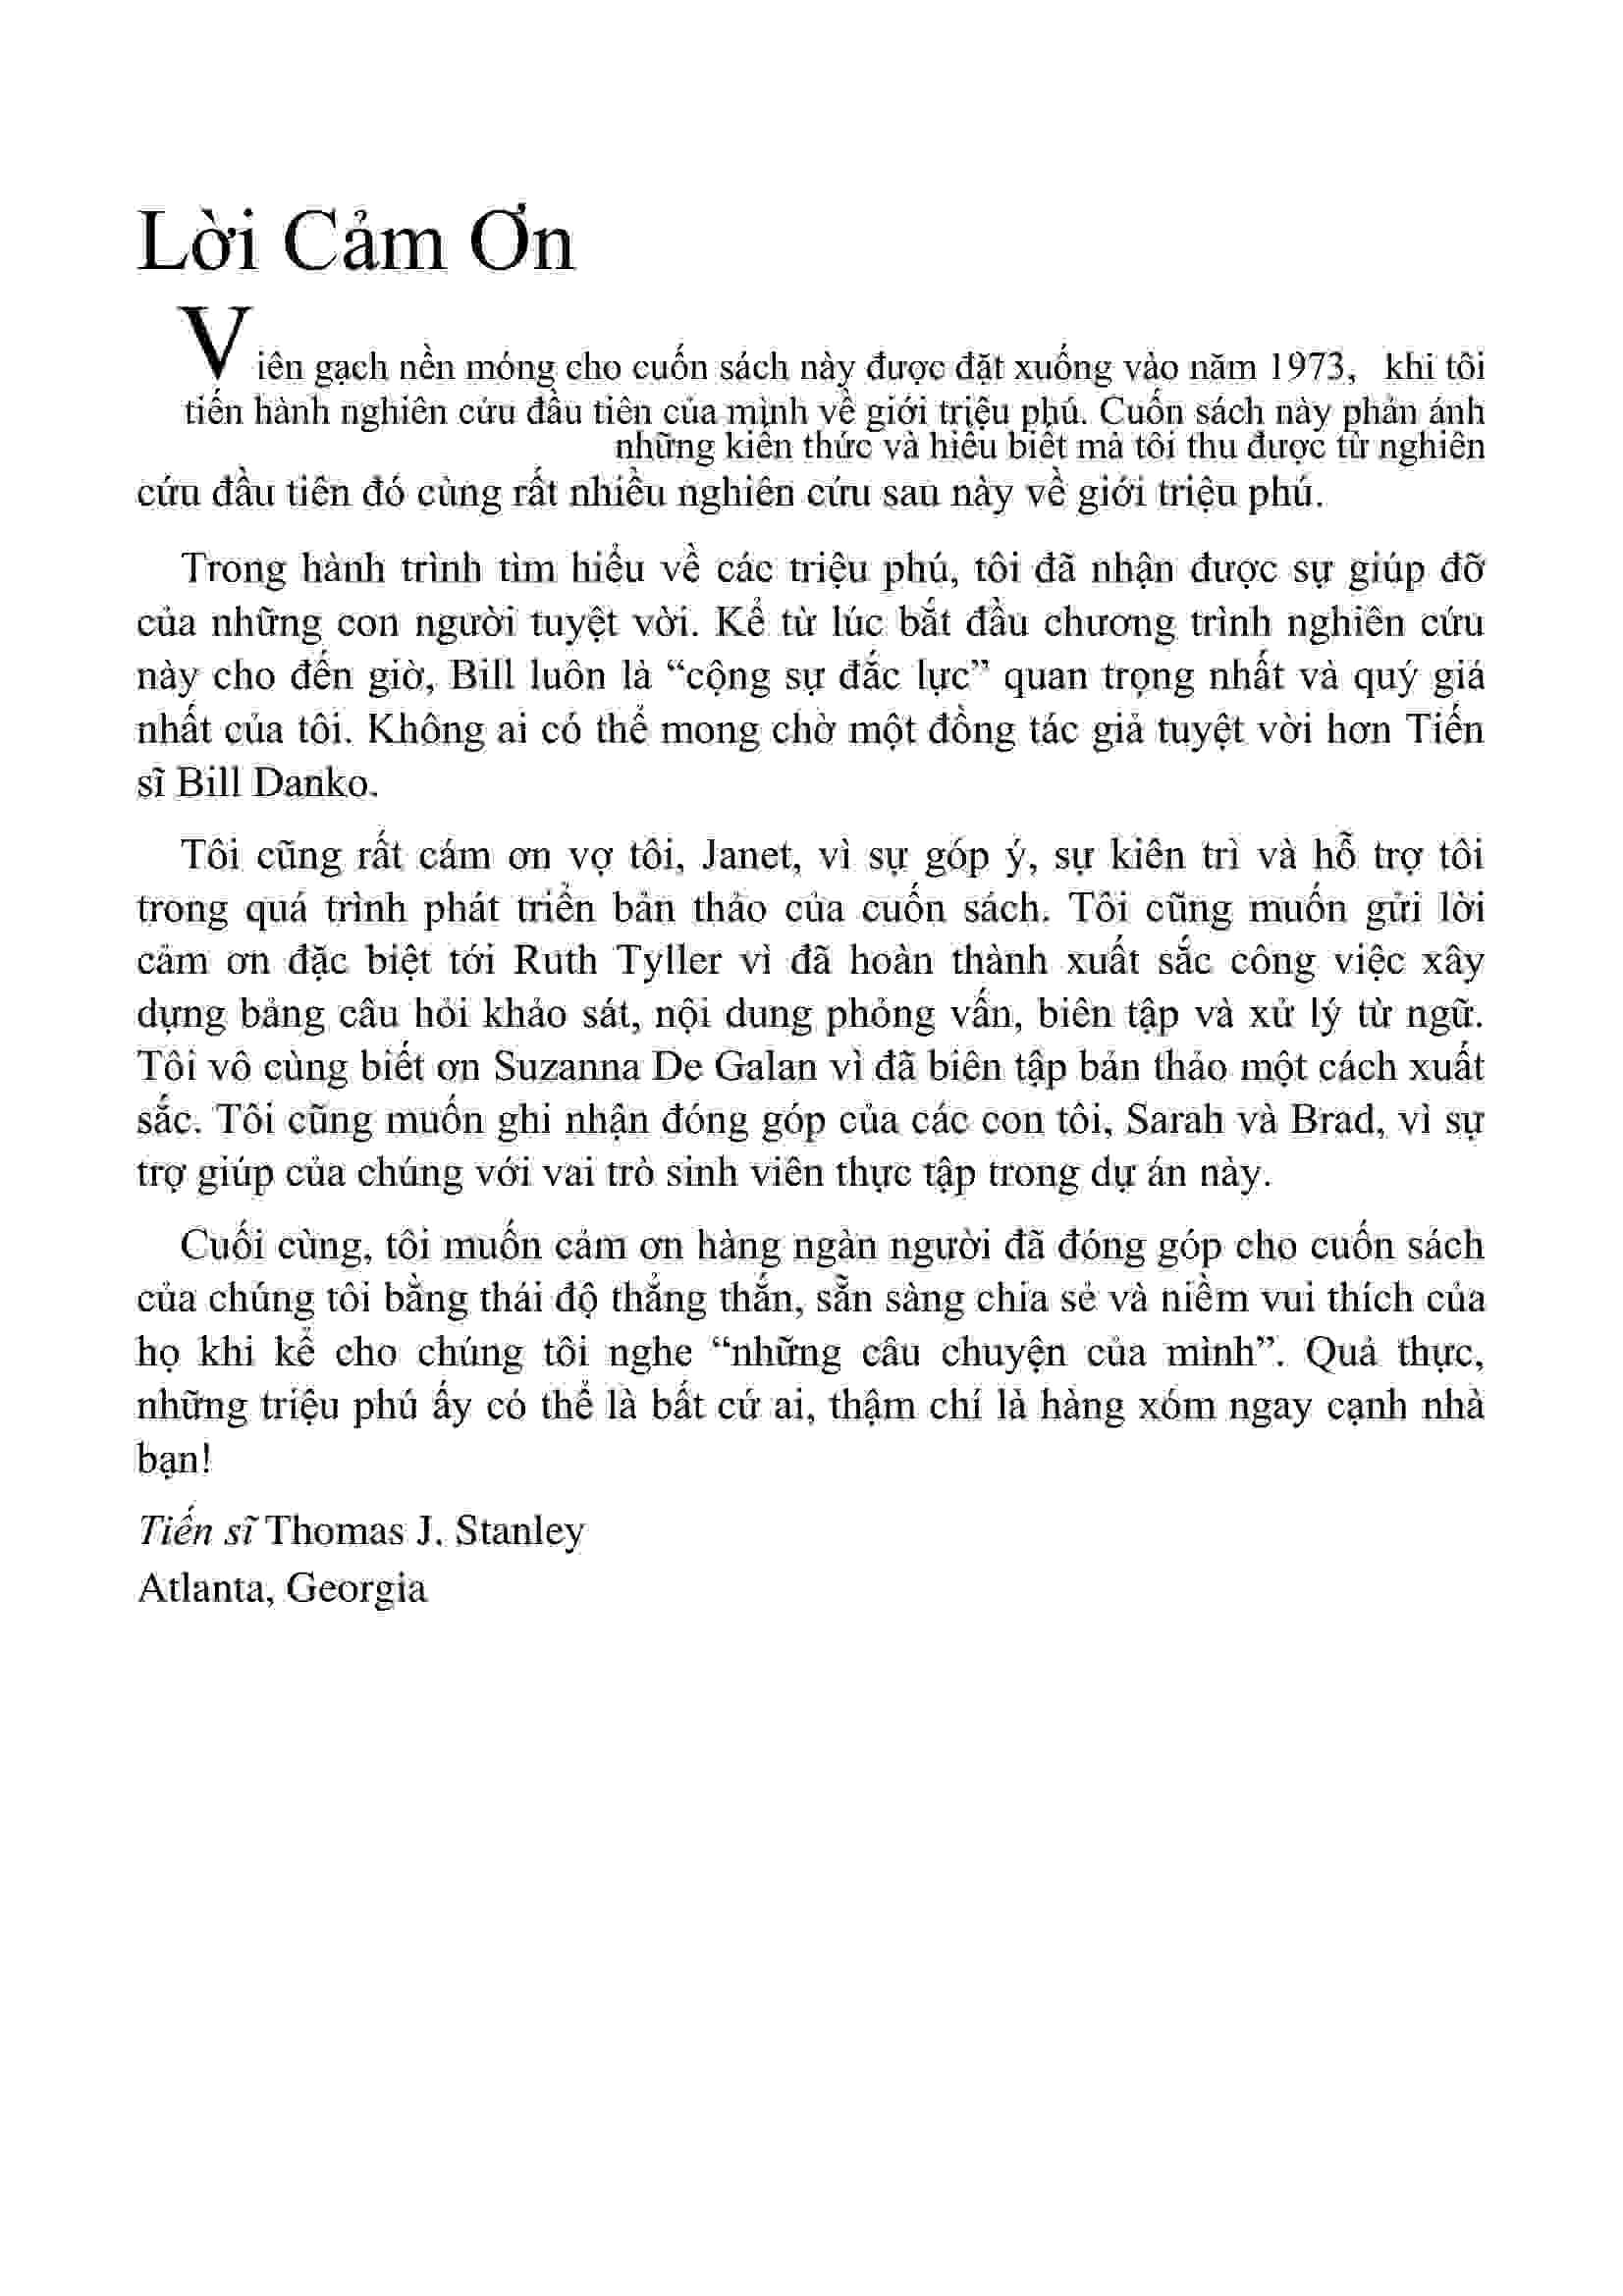 Lời Cảm Ơn
Viên gạch nền móng cho cuốn sách này được đặt xuống vào năm 1973, khi tôi
tiến hành nghiên cứu đầu tiên của mình về giới triệu phú. Cuốn sách này phản ánh
những kiến thức và hiểu biết mà tôi thu được từ nghiên
cứu đầu tiên đó cùng rất nhiều nghiên cứu sau này về giới triệu phú.
Trong hành trình tìm hiểu về các triệu phú, tôi đã nhận được sự giúp đỡ
của những con người tuyệt vời. Kể từ lúc bắt đầu chương trình nghiên cứu
này cho đến giờ, Bill luôn là “cộng sự đắc lực” quan trọng nhất và quý giá
nhất của tôi. Không ai có thể mong chờ một đồng tác giả tuyệt vời hơn Tiến
sĩ Bill Danko.
Tôi cũng rất cám ơn vợ tôi, Janet, vì sự góp ý, sự kiên trì và hỗ trợ tôi
trong quá trình phát triển bản thảo của cuốn sách. Tôi cũng muốn gửi lời
cảm ơn đặc biệt tới Ruth Tyller vì đã hoàn thành xuất sắc công việc xây
dựng bảng câu hỏi khảo sát, nội dung phỏng vấn, biên tập và xử lý từ ngữ.
Tôi vô cùng biết ơn Suzanna De Galan vì đã biên tập bản thảo một cách xuất
sắc. Tôi cũng muốn ghi nhận đóng góp của các con tôi, Sarah và Brad, vì sự
trợ giúp của chúng với vai trò sinh viên thực tập trong dự án này.
Cuối cùng, tôi muốn cảm ơn hàng ngàn người đã đóng góp cho cuốn sách
của chúng tôi bằng thái độ thẳng thắn, sẵn sàng chia sẻ và niềm vui thích của
họ khi kể cho chúng tôi nghe “những câu chuyện của mình”. Quả thực,
những triệu phú ấy có thể là bất cứ ai, thậm chí là hàng xóm ngay cạnh nhà
bạn!
Tiến sĩ Thomas J. Stanley
Atlanta, Georgia